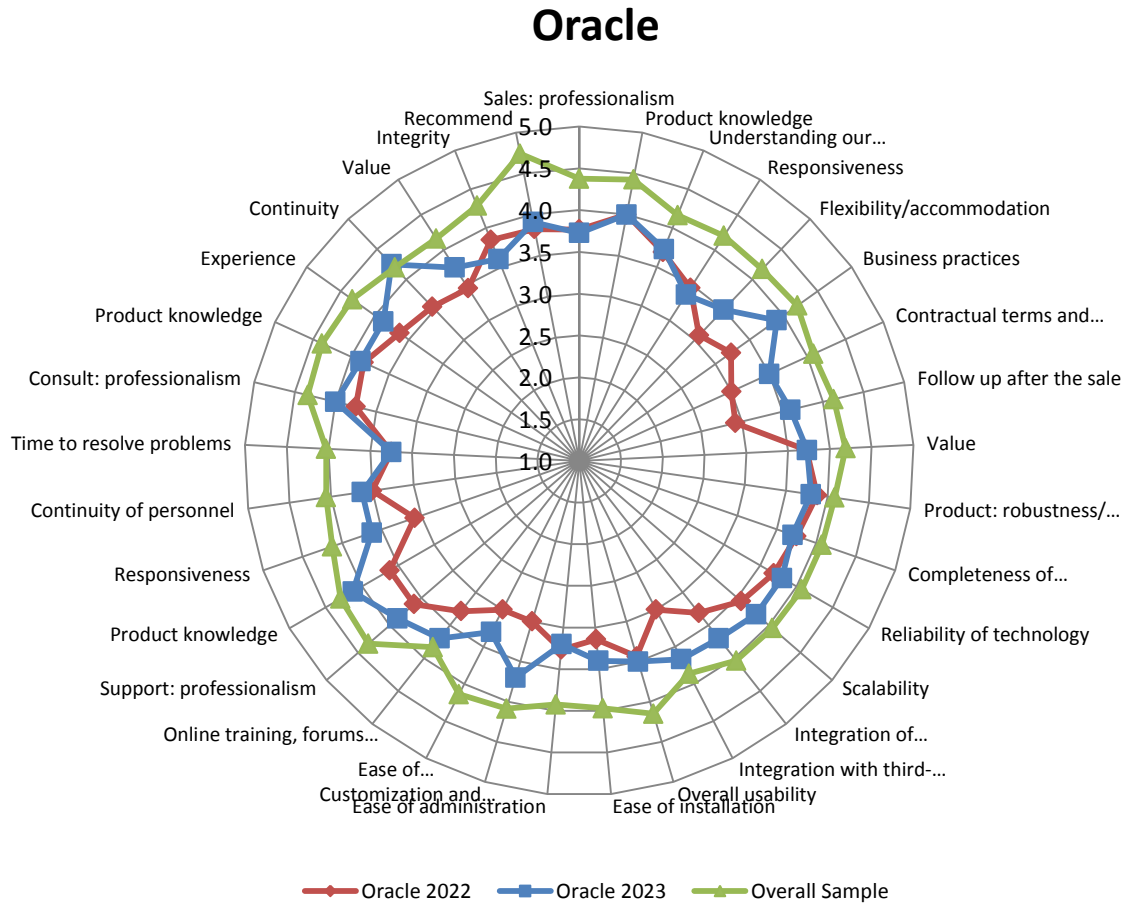 Oracle
Sales: professionalism
Product knowledge
Understanding our...
Responsiveness
Flexibility/accommodation
Business practices
Contractual terms and...
Follow up after the sale
Value
Product: robustness/...
Completeness of...
Reliability of technology
Scalability
Integration of...
Integration with third-...
Overall usability
Ease of installation
Ease of administration
Customization and...
Ease of...
Online training, forums...
Support: professionalism
Product knowledge
Responsiveness
Continuity of personnel
Time to resolve problems
Consult: professionalism
Product knowledge
Experience
Continuity
Value
Integrity
Recommend
5.0
4.5
4.0
3.5
3.0
2.5
2.0
1.5
1.0
Oracle 2022
Oracle 2023
Overall Sample